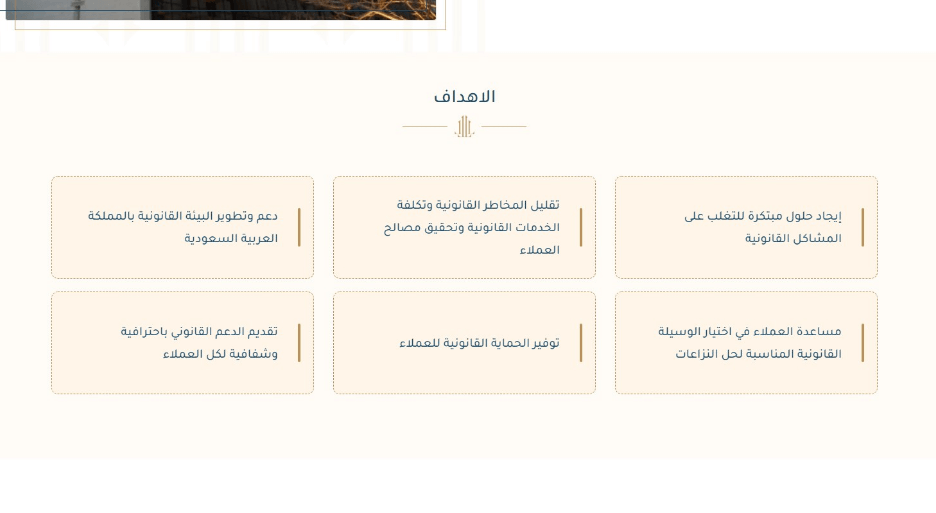 الاهداف
إيجاد حلول مبتكرة للتغلب على
المشاكل القانونية
تقليل المخاطر القانونية وتكلفة
الخدمات القانونية وتحقيق مصالح
العملاء
دعم وتطوير البيئة القانونية بالمملكة
العربية السعودية
مساعدة العملاء في اختيار الوسيلة
القانونية المناسبة لحل النزاعات
توفير الحماية القانونية للعملاء
تقديم الدعم القانوني باحترافية
وشفافية لكل العملاء